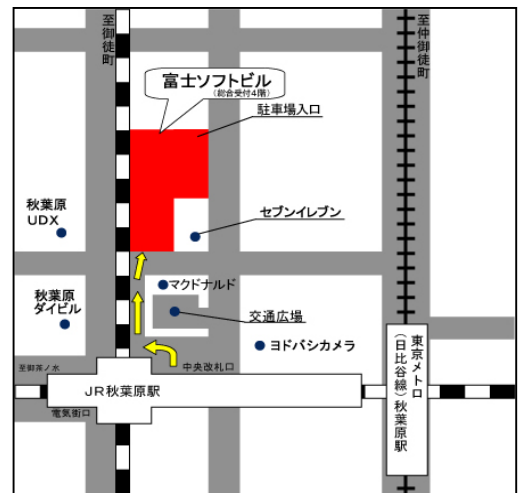 至御徒町
至仲御徒町
富士ソフトビル
(総合受付4階)
駐車場入口
秋葉原
UDX
セブンイレブン
マクドナルド
秋葉原
ダイビル
交通広場
ヨドバシカメラ
至御茶ノ水
中央改札口
JR秋葉原駅
電気街口
東京メトロ
(日比谷線)秋葉原駅